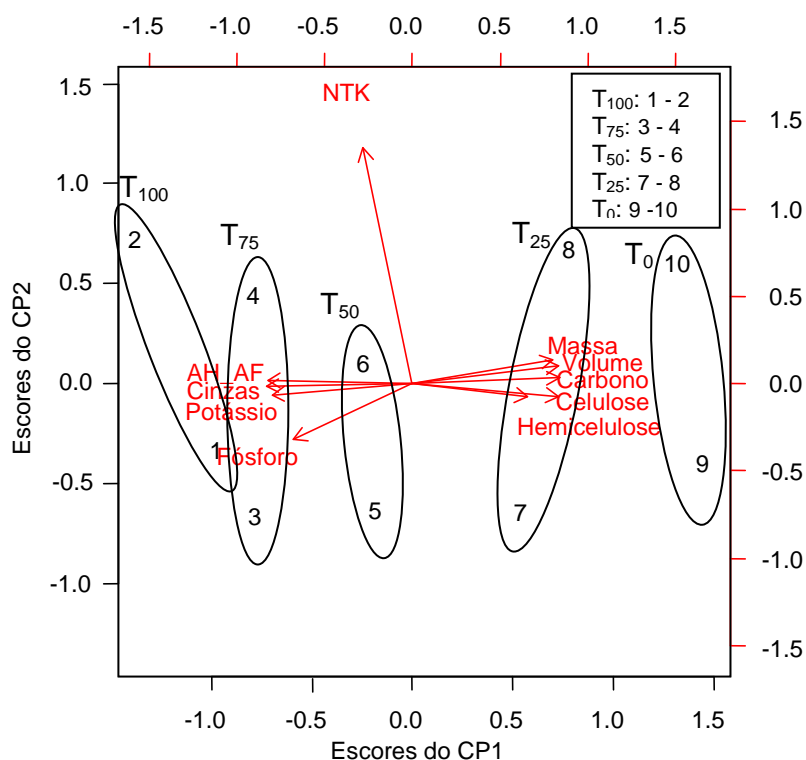 -1.5 -1.0 -0.5 0.0 0.5 1.0 1.5
NTK
T100: 1 - 2
T75: 3 - 4
T50: 5 - 6
T25: 7 - 8
T0: 9 -10
1.5
1.0
0.5
0.0
-0.5
-1.0
Escores do CP2
1.5
1.0
0.5
0.0
-0.5
-1.0
-1.5
T100
2
T75
4
T50
6
T25
8
T0
10
Massa
Volume
Carbono
Celulose
Hemicelulose
AH AF
Cinzas
Potássio
Fósforo
1
3
5
7
9
-1.0 -0.5 0.0 0.5 1.0 1.5
Escores do CP1